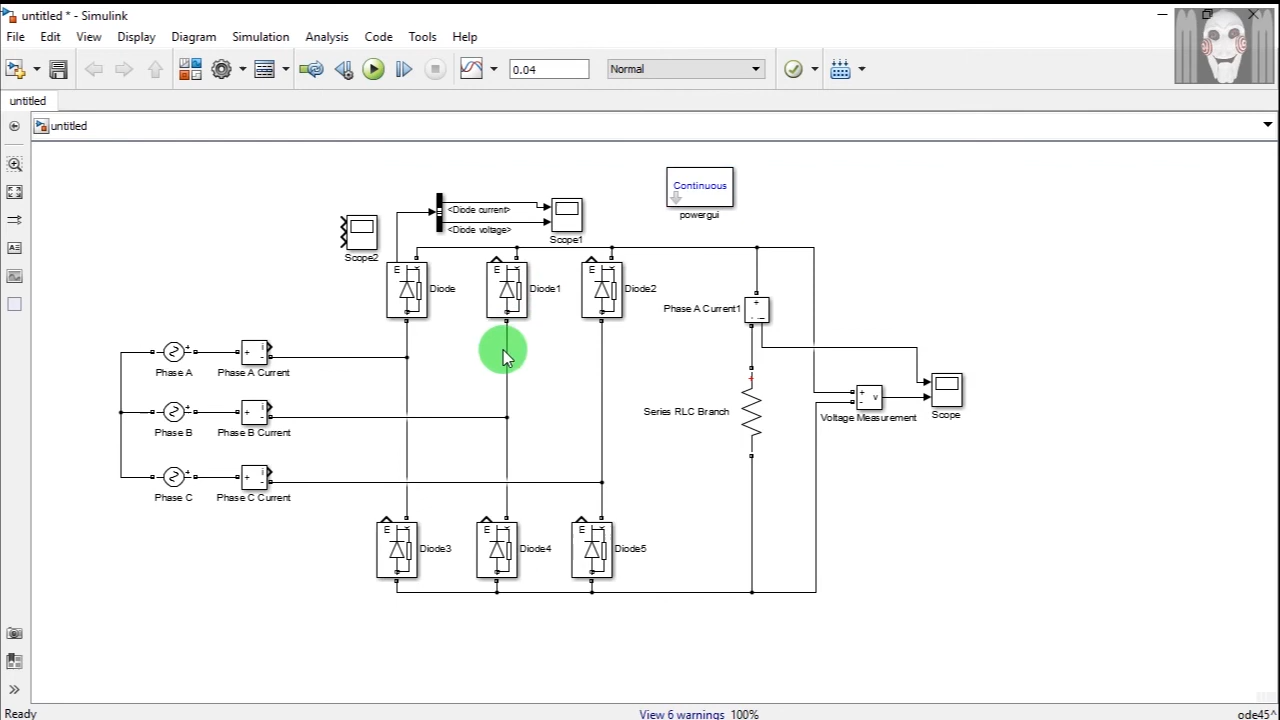 untitled * - Simulink
File Edit View Display Diagram Simulation Analysis Code Tools Help
0.04 Normal
untitled
untitled
Continuous
powergui
<Diode current>
<Diode voltage>
Scope1
Scope2
E Diode
E Diode1
E Diode2
Phase A Current1
+
Phase A
+ i -
Phase A Current
Series RLC Branch
+ - v
Voltage Measurement
Scope
Phase B
+ i -
Phase B Current
Phase C
+ i -
Phase C Current
E Diode3
E Diode4
E Diode5
Ready
View 6 warnings 100%
ode45^